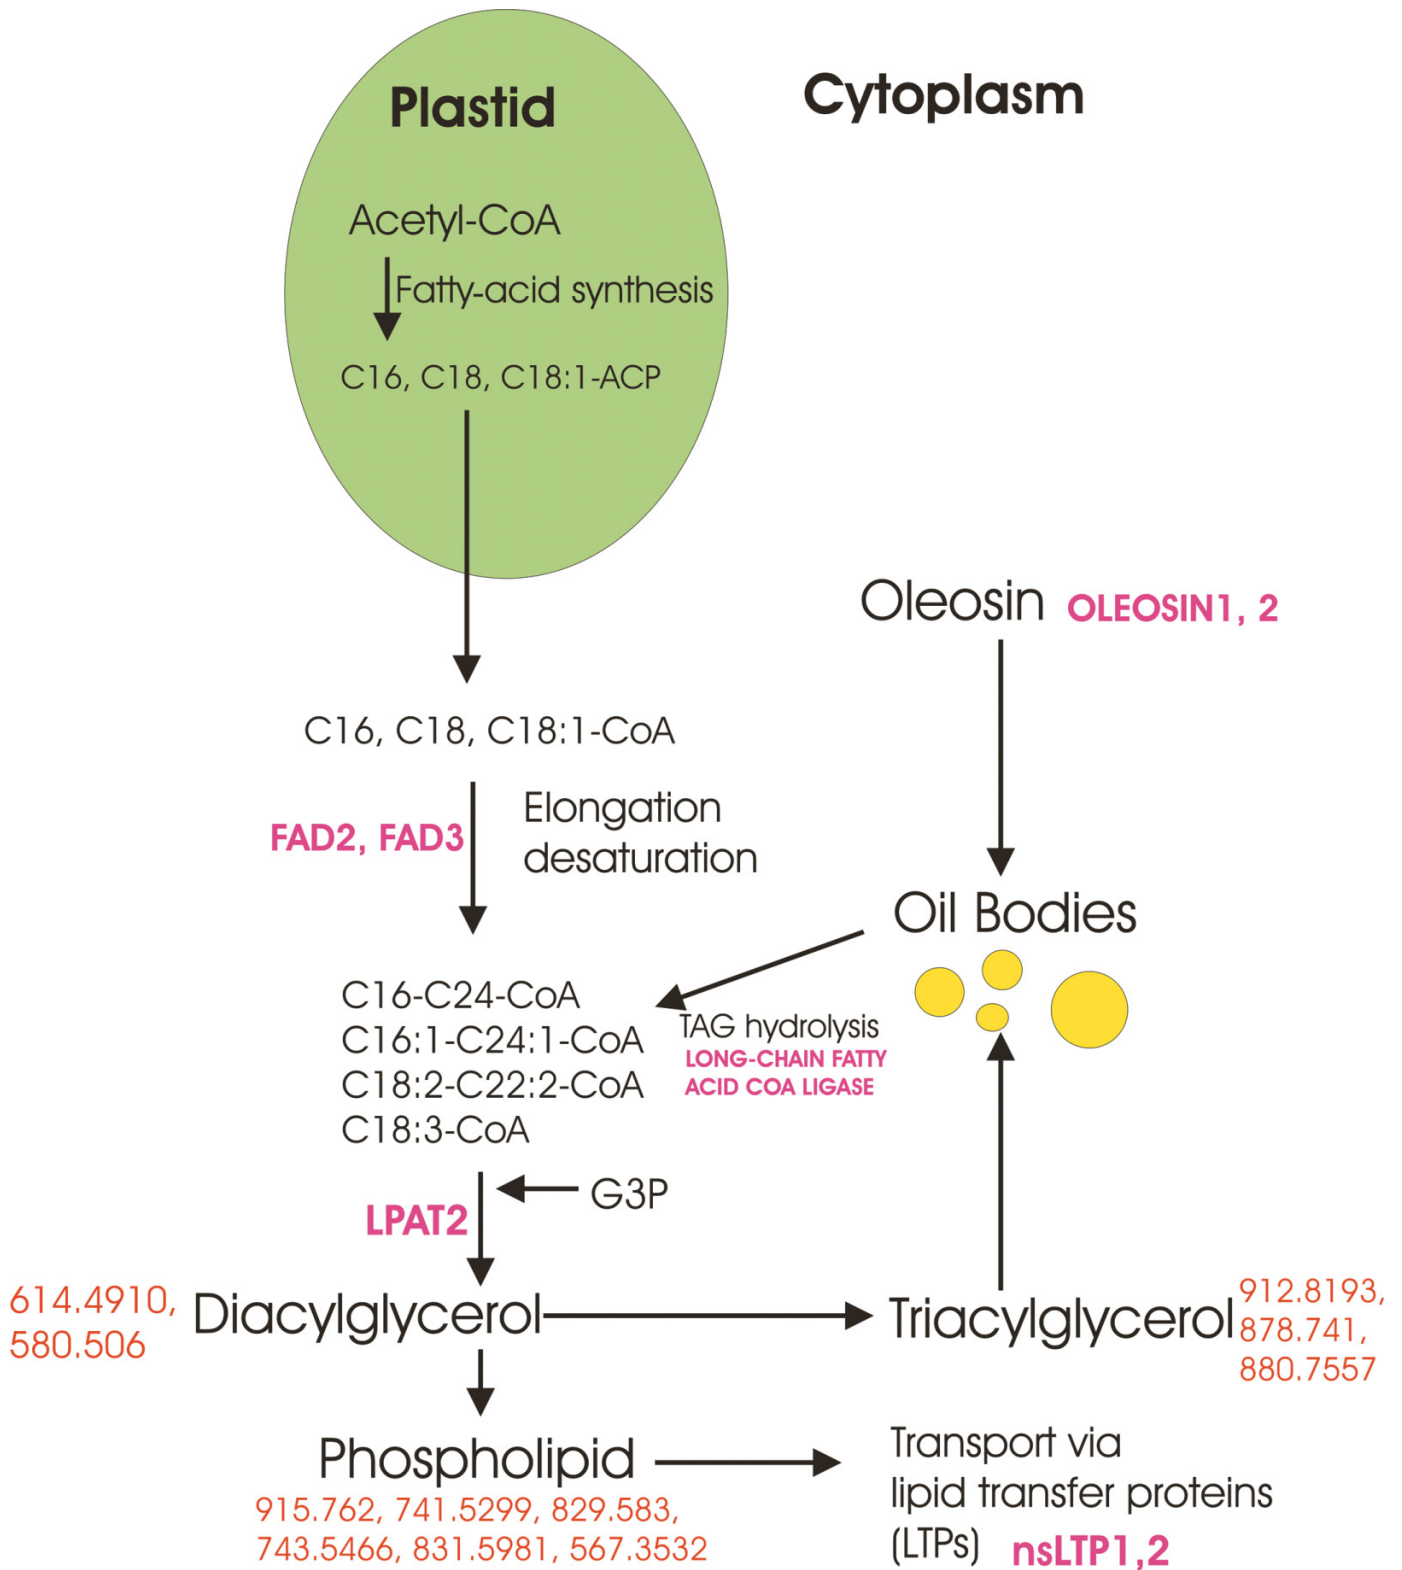 Plastid
Cytoplasm
Acetyl-CoA
Fatty-acid synthesis
C16, C18, C18:1-ACP
Oleosin OLEOSIN1, 2
C16, C18, C18:1-CoA
Elongation
desaturation
FAD2, FAD3
Oil Bodies
C16-C24-CoA
C16:1-C24:1-CoA
C18:2-C22:2-CoA
C18:3-CoA
TAG hydrolysis
LONG-CHAIN FATTY
ACID COA LIGASE
G3P
LPAT2
614.4910,
580.506
Diacylglycerol
Triacylglycerol
912.8193,
878.741,
880.7557
Phospholipid
915.762, 741.5299, 829.583,
743.5466, 831.5981, 567.3532
Transport via
lipid transfer proteins
(LTPs) nsLTP1,2